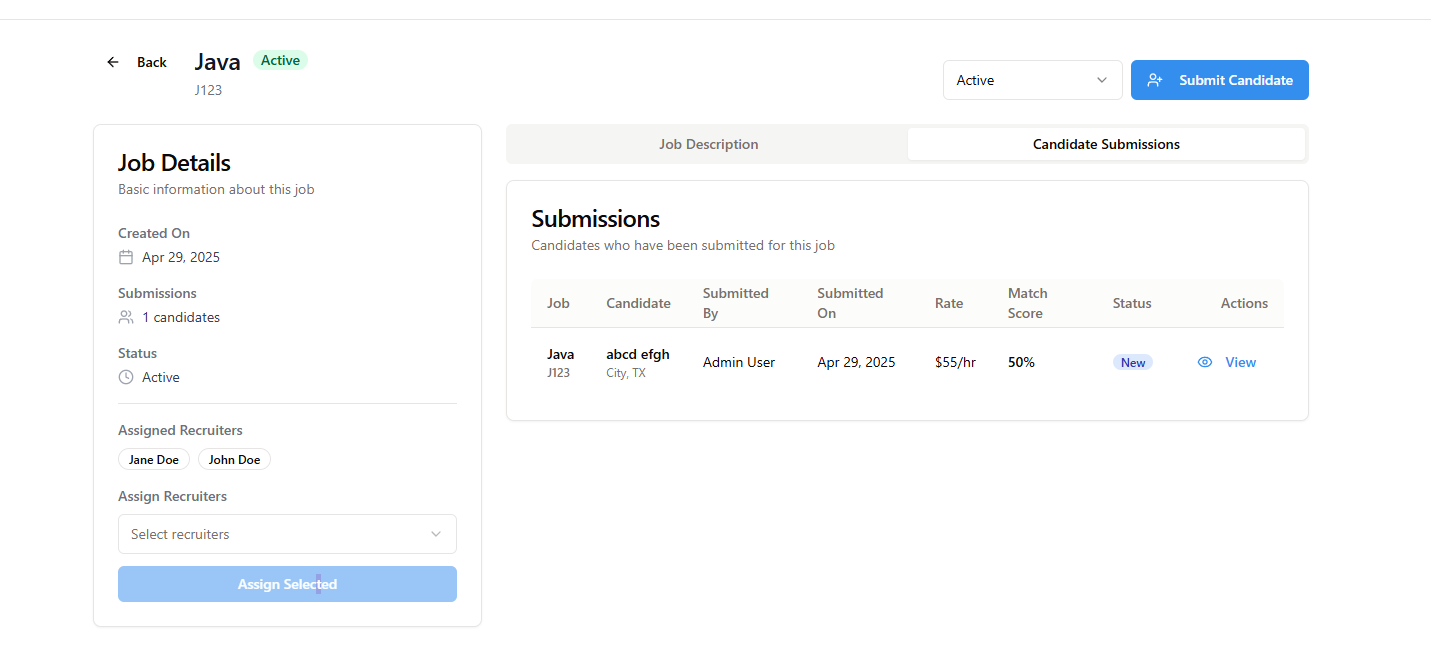 Back
Java
Active
J123
Active
Submit Candidate
Job Details
Basic information about this job
Created On
Apr 29, 2025
Submissions
1 candidates
Status
Active
Assigned Recruiters
Jane Doe
John Doe
Assign Recruiters
Select recruiters
Assign Selected
Job Description
Candidate Submissions
Submissions
Candidates who have been submitted for this job
Job
Candidate
Submitted
By
Submitted
On
Rate
Match
Score
Status
Actions
Java
J123
abcd efgh
City, TX
Admin User
Apr 29, 2025
$55/hr
50%
New
View